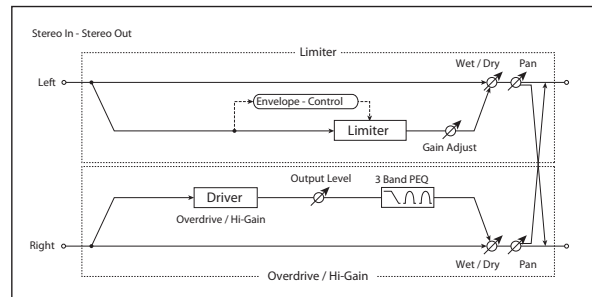 Stereo In - Stereo Out
Limiter
Wet / Dry
Pan
Left
Envelope - Control
Limiter
Gain Adjust
Output Level
3 Band PEQ
Driver
Overdrive / Hi-Gain
Right
Wet / Dry
Pan
Overdrive / Hi-Gain